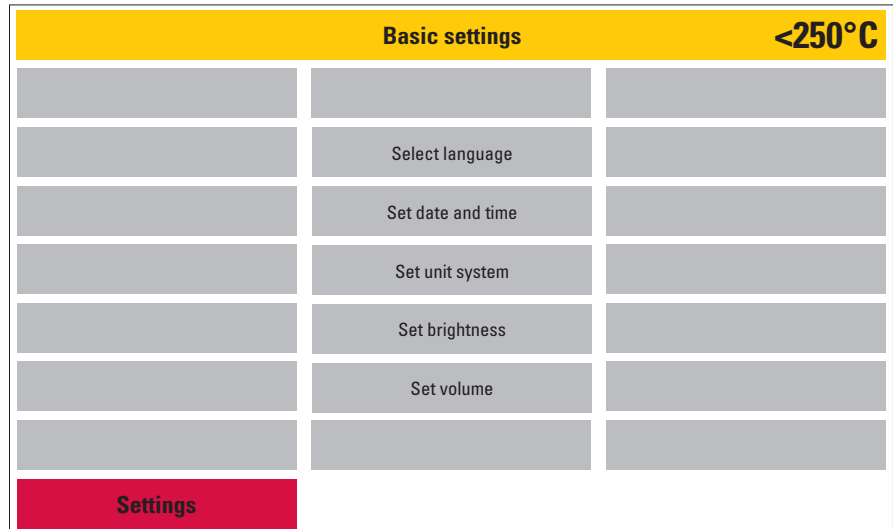 Basic settings
<250°C
Select language
Set date and time
Set unit system
Set brightness
Set volume
Settings